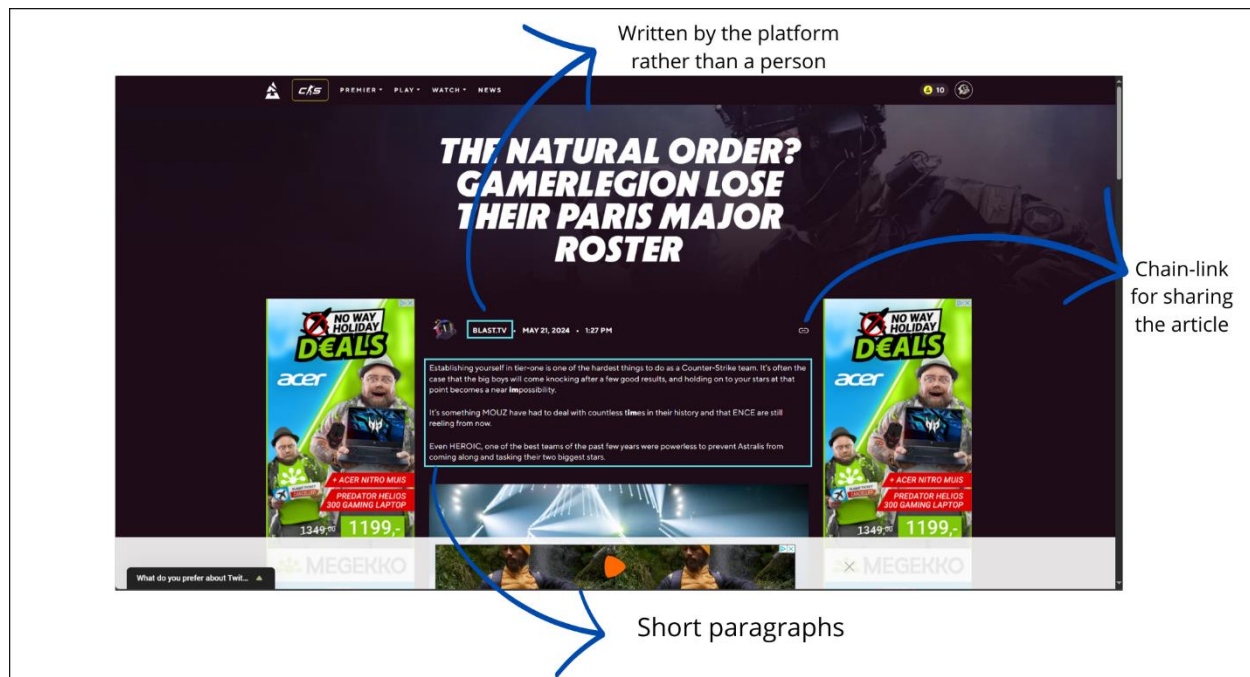 Written by the platform
rather than a person
CS
PREMIER
PLAY
WATCH
NEWS
10
THE NATURAL ORDER?
GAMERLEGION LOSE
THEIR PARIS MAJOR
ROSTER
Chain-link
for sharing
the article
BLAST.TV • MAY 21, 2024 • 1:27 PM
Establishing yourself in tier-one is one of the hardest things to do as a Counter-Strike team. It's often the
case that the big boys will come knocking after a few good results, and holding on to your stars at that
point becomes a near impossibility.
It's something MOUZ have had to deal with countless times in their history and that ENCE are still
reeling from now.
Even HEROIC, one of the best teams of the past few years were powerless to prevent Astralis from
coming along and tasking their two biggest stars.
NO WAY
HOLIDAY
D€ALS
acer
+ ACER NITRO MUIS
PREDATOR HELIOS
300 GAMING LAPTOP
1349,00 1199,-
MEGEKKO
NO WAY
HOLIDAY
D€ALS
acer
+ ACER NITRO MUIS
PREDATOR HELIOS
300 GAMING LAPTOP
1349,00 1199,-
MEGEKKO
What do you prefer about Twit...
Short paragraphs